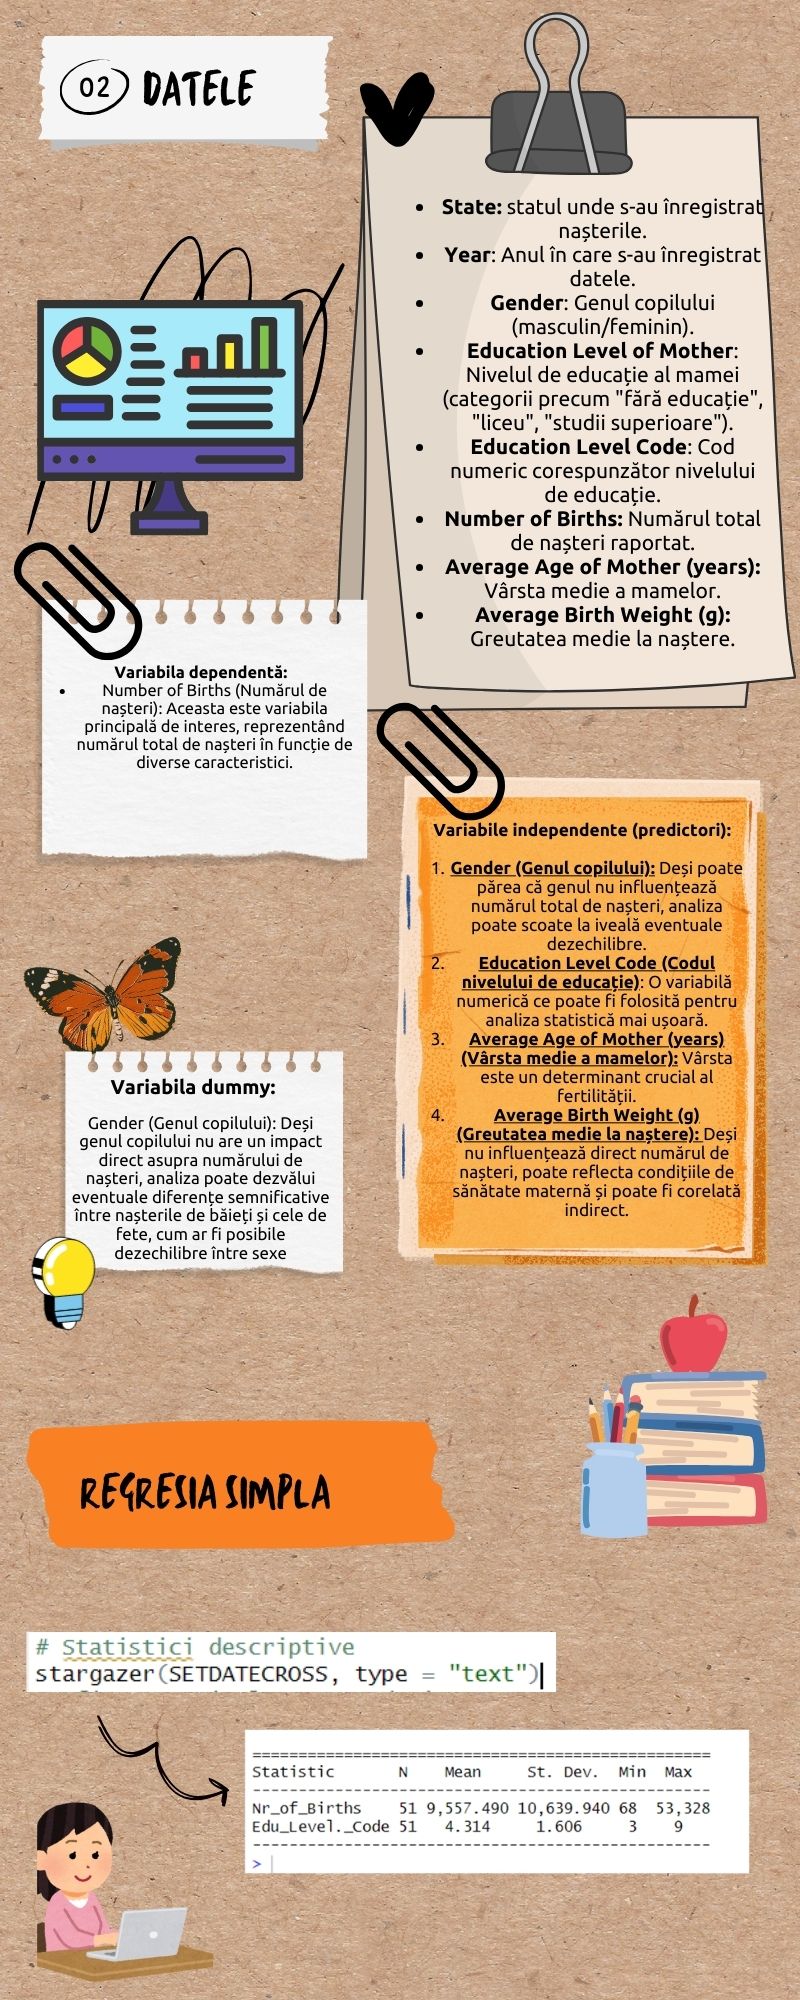 02 DATELE
State: statul unde s-au înregistrat
nașterile.
Year: Anul în care s-au înregistrat
datele.
Gender: Genul copilului
(masculin/feminin).
Education Level of Mother:
Nivelul de educație al mamei
(categorii precum "fără educație",
"liceu", "studii superioare").
Education Level Code: Cod
numeric corespunzător nivelului
de educație.
Number of Births: Numărul total
de nașteri raportat.
Average Age of Mother (years):
Vârsta medie a mamelor.
Average Birth Weight (g):
Greutatea medie la naștere.
Variabila dependentă:
Number of Births (Numărul de
nașteri): Aceasta este variabila
principală de interes, reprezentând
numărul total de nașteri în funcție de
diverse caracteristici.
Variabile independente (predictori):
1. Gender (Genul copilului): Deși poate
părea că genul nu influențează
numărul total de nașteri, analiza
poate scoate la iveală eventuale
dezechilibre.
2. Education Level Code (Codul
nivelului de educație): O variabilă
numerică ce poate fi folosită pentru
analiza statistică mai ușoară.
3. Average Age of Mother (years)
(Vârsta medie a mamelor): Vârsta
este un determinant crucial al
fertilității.
4. Average Birth Weight (g)
(Greutatea medie la naștere): Deși
nu influențează direct numărul de
nașteri, poate reflecta condițiile de
sănătate maternă și poate fi corelată
indirect.
Variabila dummy:
Gender (Genul copilului): Deși
genul copilului nu are un impact
direct asupra numărului de
nașteri, analiza poate dezvălui
eventuale diferențe semnificative
între nașterile de băieți și cele de
fete, cum ar fi posibile
dezechilibre între sexe
REGRESIA SIMPLA
# Statistici descriptive
stargazer(SETDATECROSS, type = "text")
Statistic N Mean St. Dev. Min Max
Nr_of_Births 51 9,557.490 10,639.940 68 53,328
Edu_Level._Code 51 4.314 1.606 3 9
>